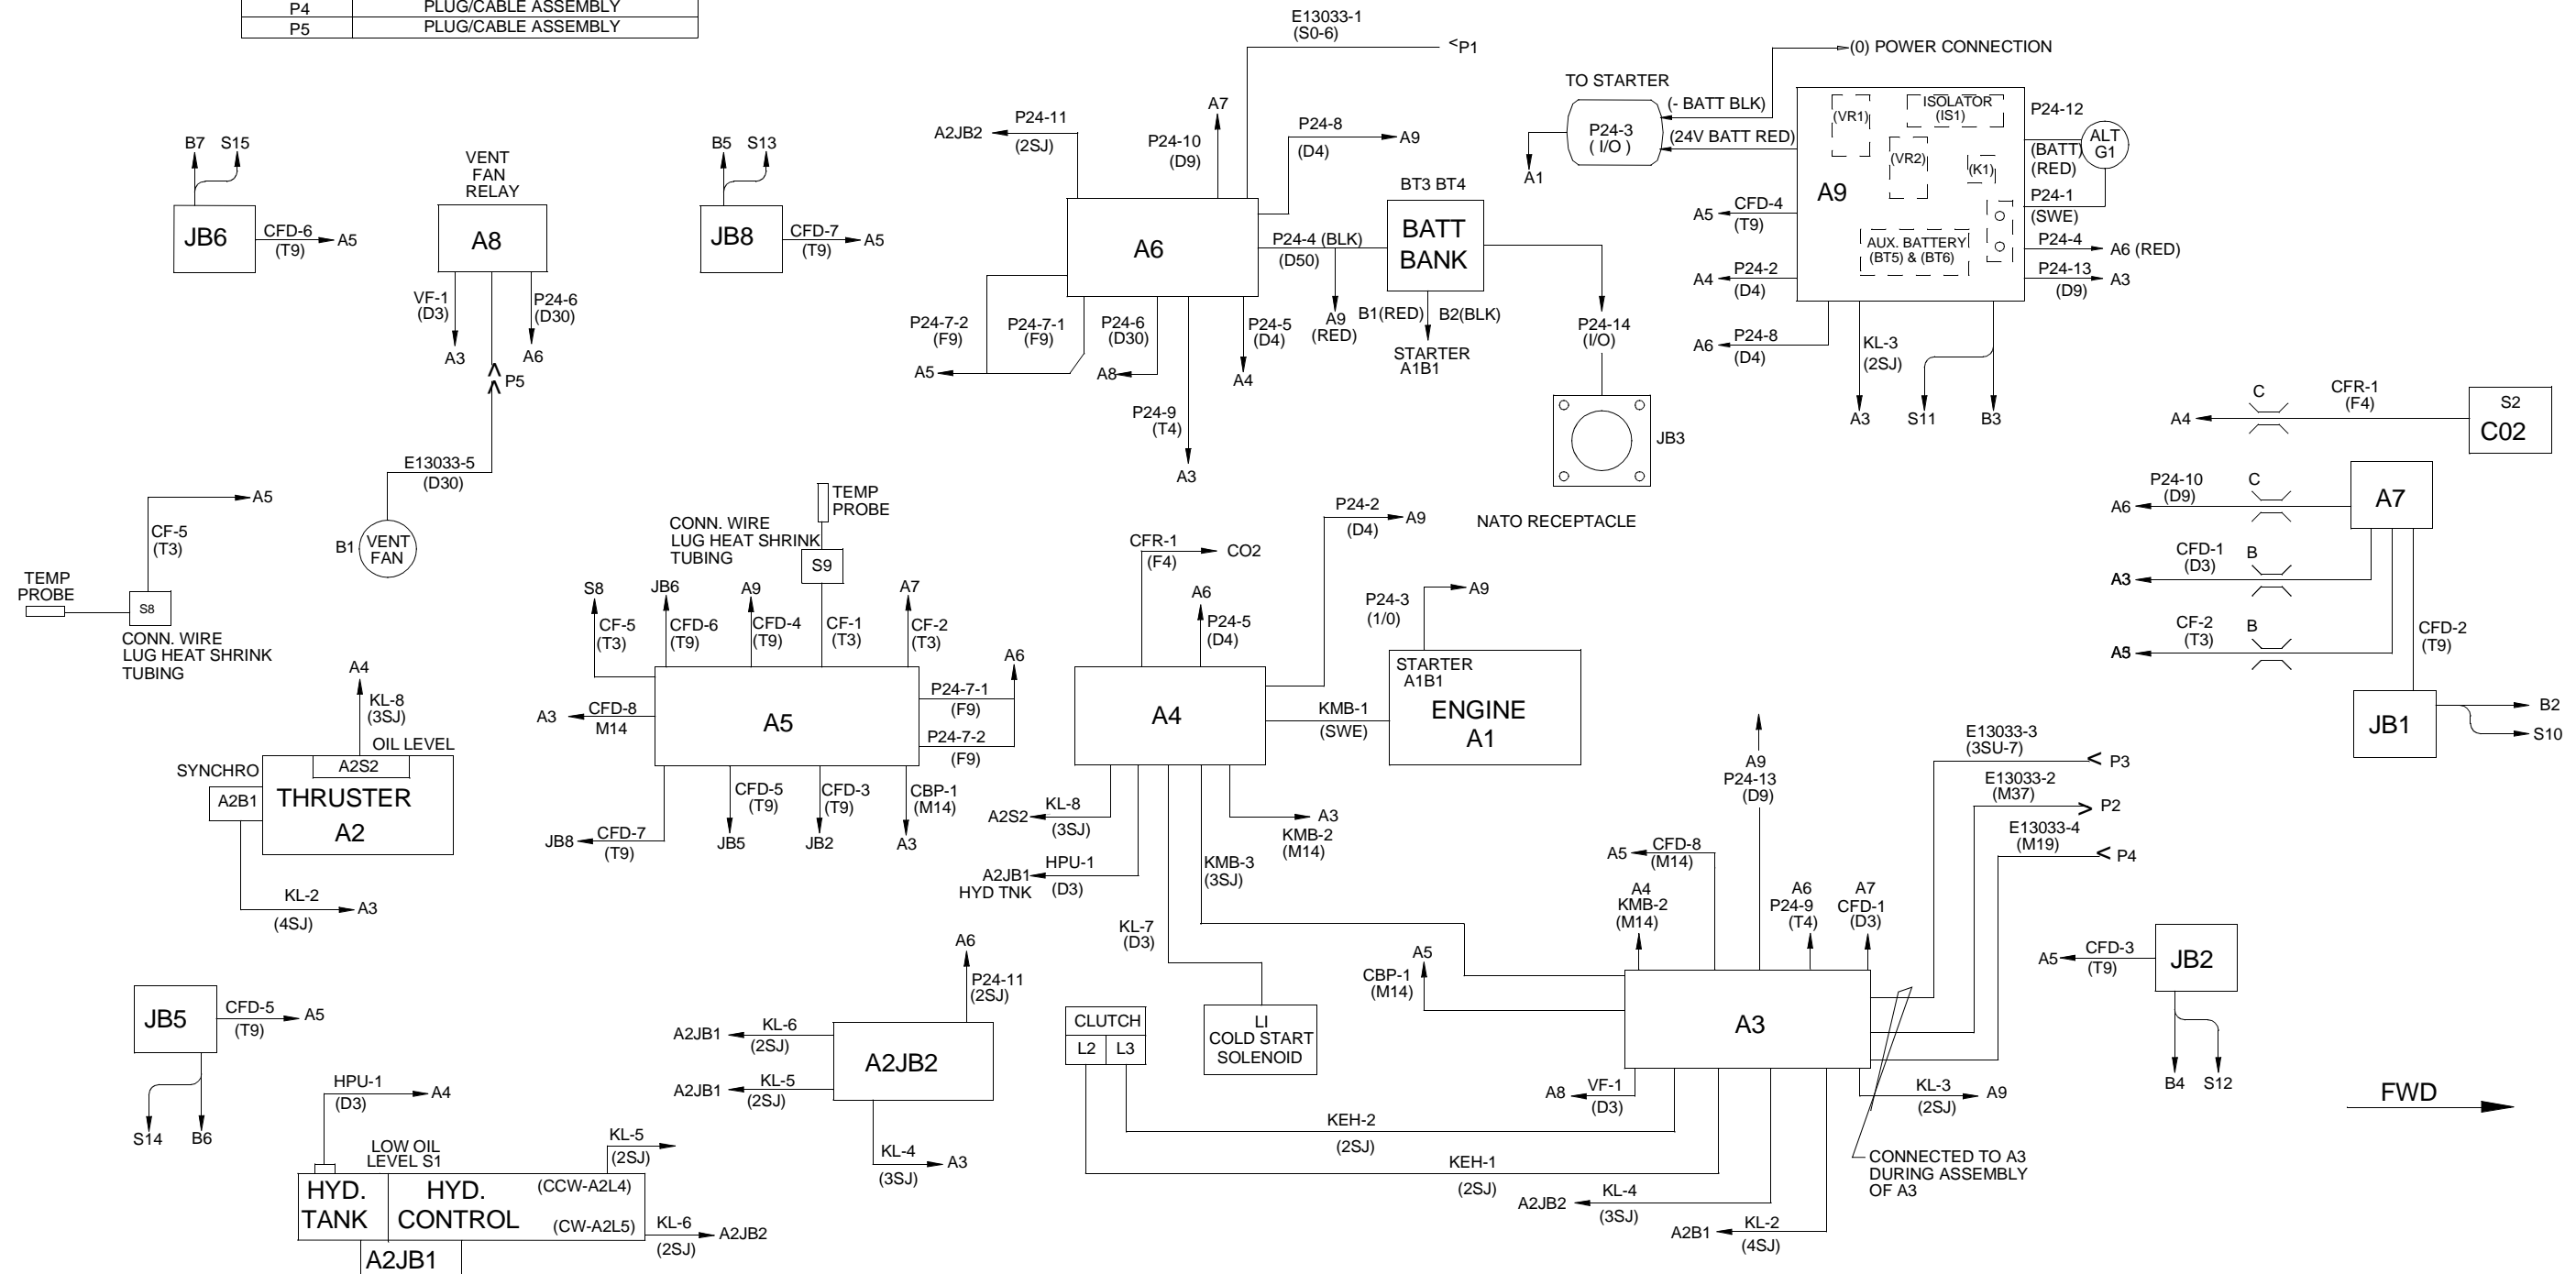 P4 PLUG/CABLE ASSEMBLY
P5 PLUG/CABLE ASSEMBLY
E13033-1
(S0-6)
<P1
(0) POWER CONNECTION
TO STARTER
(- BATT BLK)
P24-3
( I/O )
(24V BATT RED)
A1
(VR1)
ISOLATOR
(IS1)
(VR2)
(K1)
A9
AUX. BATTERY
(BT5) & (BT6)
P24-12
(BATT)
(RED)
ALT
G1
P24-1
(SWE)
P24-4
A6 (RED)
P24-13
(D9)
A3
A5
CFD-4
(T9)
A4
P24-2
(D4)
A6
P24-8
(D4)
KL-3
(2SJ)
A3
S11
B3
B7 S15
JB6
CFD-6
(T9)
A5
VENT
FAN
RELAY
A8
VF-1
(D3)
A3
P24-6
(D30)
A6
P5
E13033-5
(D30)
B1
VENT
FAN
B5 S13
JB8
CFD-7
(T9)
A5
A2JB2
P24-11
(2SJ)
A7
P24-10
(D9)
P24-8
(D4)
A9
A6
P24-4 (BLK)
(D50)
A9
(RED)
BT3 BT4
BATT
BANK
B1(RED)
B2(BLK)
STARTER
A1B1
P24-14
(I/O)
JB3
NATO RECEPTACLE
P24-7-2
(F9)
P24-7-1
(F9)
A5
P24-6
(D30)
A8
P24-9
(T4)
A3
P24-5
(D4)
A4
A4
C
CFR-1
(F4)
S2
C02
A7
P24-10
(D9)
C
A6
CFD-1
(D3)
B
A3
CF-2
(T3)
B
A5
CFD-2
(T9)
JB1
B2
S10
A5
CF-5
(T3)
TEMP
PROBE
S8
CONN. WIRE
LUG HEAT SHRINK
TUBING
TEMP
PROBE
CONN. WIRE
LUG HEAT SHRINK
TUBING
S9
S8
CF-5
(T3)
JB6
CFD-6
(T9)
A9
CFD-4
(T9)
CF-1
(T3)
A7
CF-2
(T3)
A5
A3
CFD-8
M14
P24-7-1
(F9)
A6
P24-7-2
(F9)
JB8
CFD-7
(T9)
CFD-5
(T9)
JB5
CFD-3
(T9)
JB2
CBP-1
(M14)
A3
A4
KL-8
(3SJ)
OIL LEVEL
A2S2
SYNCHRO
A2B1
THRUSTER
A2
KL-2
(4SJ)
A3
CFR-1
(F4)
CO2
A6
P24-5
(D4)
P24-2
(D4)
A9
A4
P24-3
(1/0)
A9
STARTER
A1B1
ENGINE
A1
KMB-1
(SWE)
A2S2
KL-8
(3SJ)
A2JB1
HYD TNK
HPU-1
(D3)
KL-7
(D3)
KMB-3
(3SJ)
A3
KMB-2
(M14)
LI
COLD START
SOLENOID
CLUTCH
L2 L3
A9
P24-13
(D9)
A5
CFD-8
(M14)
A4
KMB-2
(M14)
A6
P24-9
(T4)
A7
CFD-1
(D3)
A5
CBP-1
(M14)
A3
E13033-3
(3SU-7)
< P3
E13033-2
(M37)
> P2
E13033-4
(M19)
< P4
A8
VF-1
(D3)
KL-3
(2SJ)
A9
KEH-2
(2SJ)
KEH-1
(2SJ)
A2JB2
KL-4
(3SJ)
A2B1
KL-2
(4SJ)
CONNECTED TO A3
DURING ASSEMBLY
OF A3
A5
CFD-3
(T9)
JB2
B4 S12
FWD
JB5
CFD-5
(T9)
A5
S14 B6
HPU-1
(D3)
A4
LOW OIL
LEVEL S1
KL-5
(2SJ)
HYD.
TANK
HYD.
CONTROL
(CCW-A2L4)
(CW-A2L5)
KL-6
(2SJ)
A2JB2
A2JB1
A6
P24-11
(2SJ)
A2JB1
KL-6
(2SJ)
A2JB1
KL-5
(2SJ)
A2JB2
KL-4
(3SJ)
A3